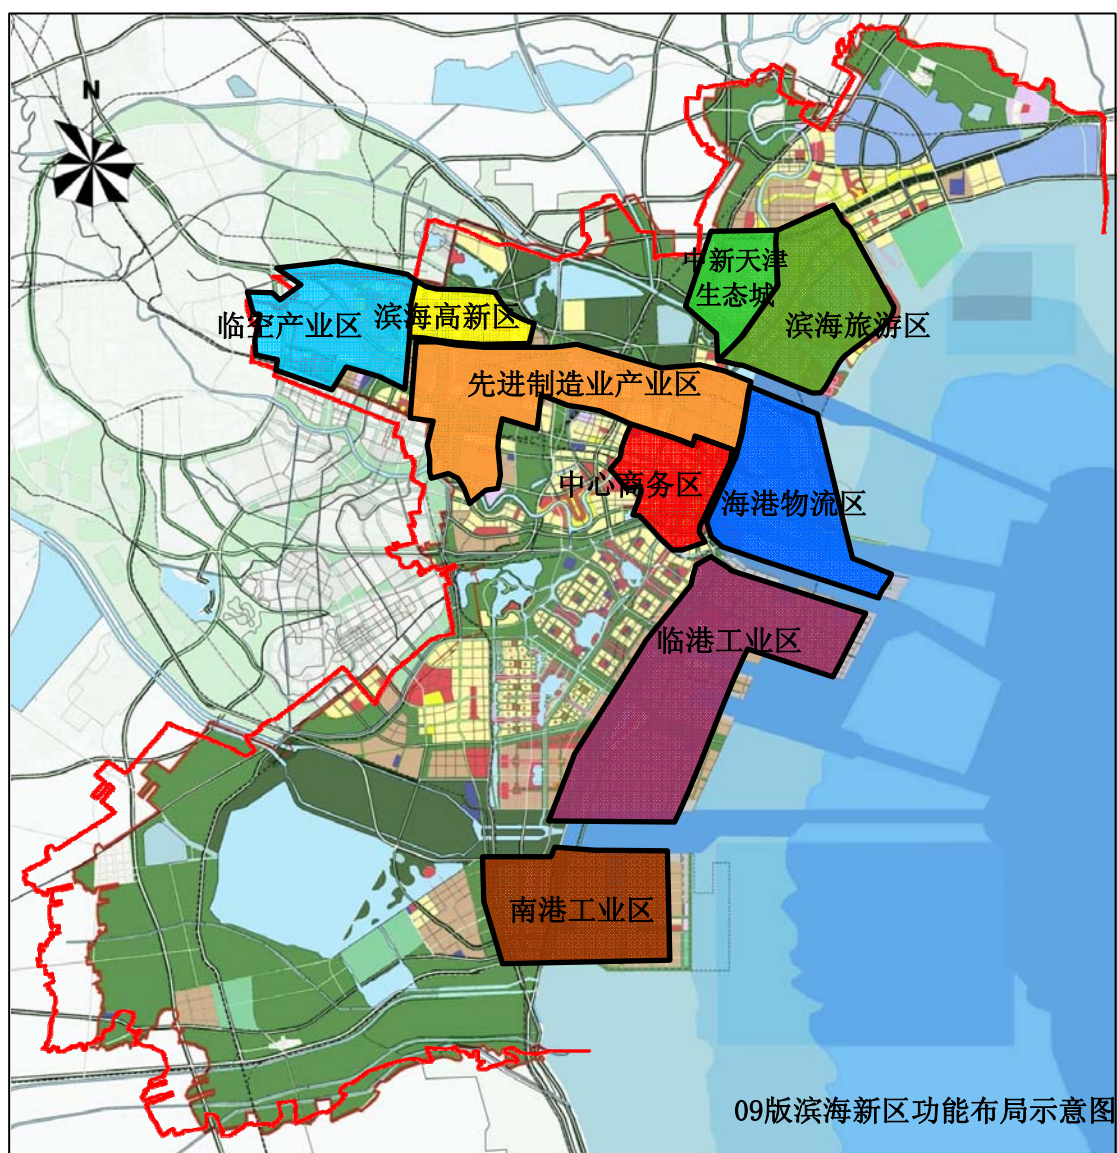 N
中新天津
生态城
滨海旅游区
临空产业区
滨海高新区
先进制造业产业区
中心商务区
海港物流区
临港工业区
南港工业区
09版滨海新区功能布局示意图